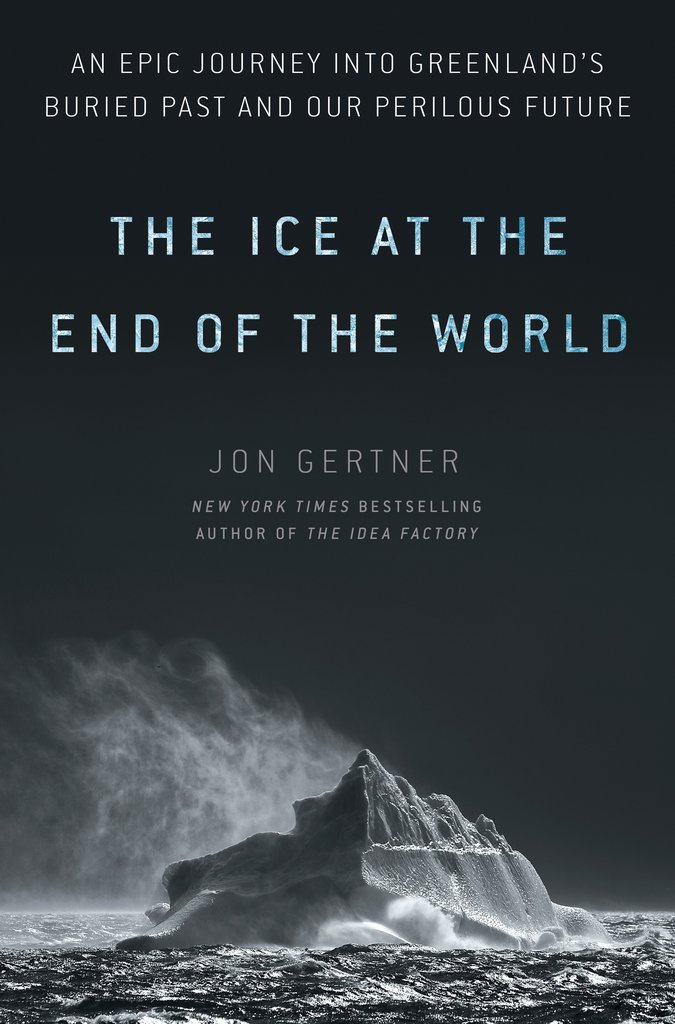 AN EPIC JOURNEY INTO GREENLAND'S
BURIED PAST AND OUR PERILOUS FUTURE
THE ICE AT THE
END OF THE WORLD
JON GERTNER
NEW YORK TIMES BESTSELLING
AUTHOR OF THE IDEA FACTORY